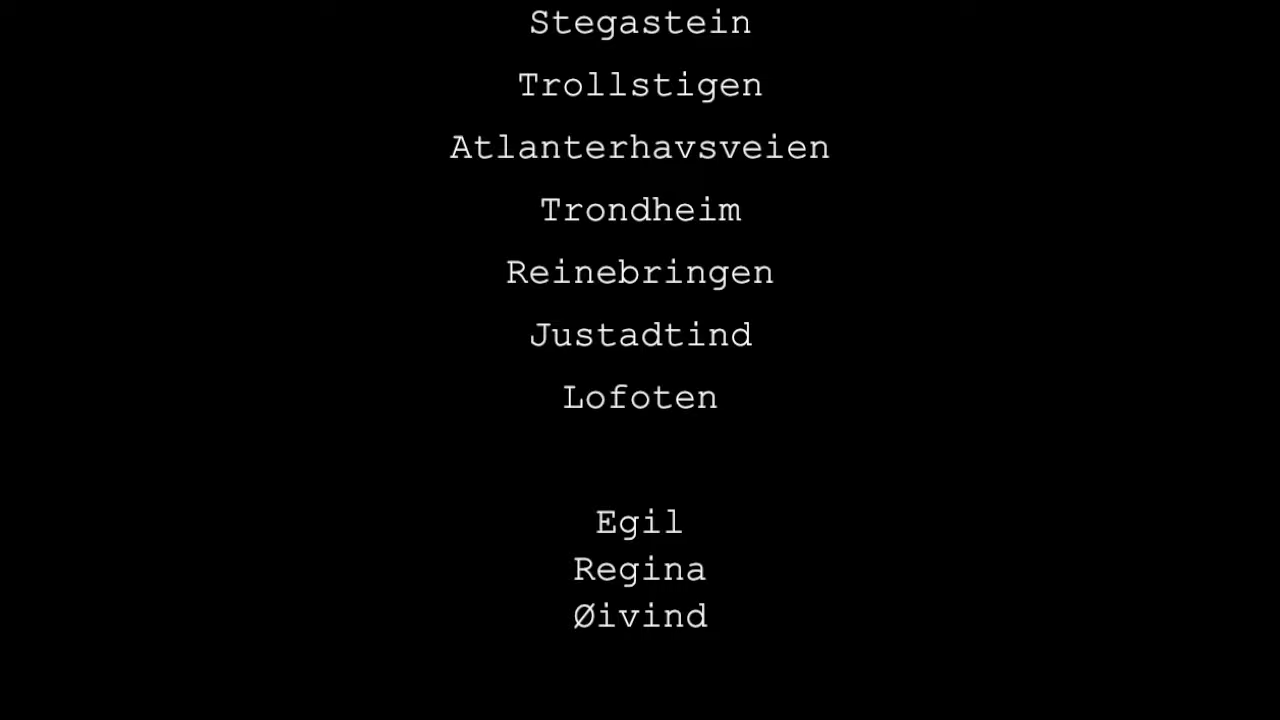 Stegastein
Trollstigen
Atlanterhavsveien
Trondheim
Reinebringen
Justadtind
Lofoten
Egil
Regina
Øivind